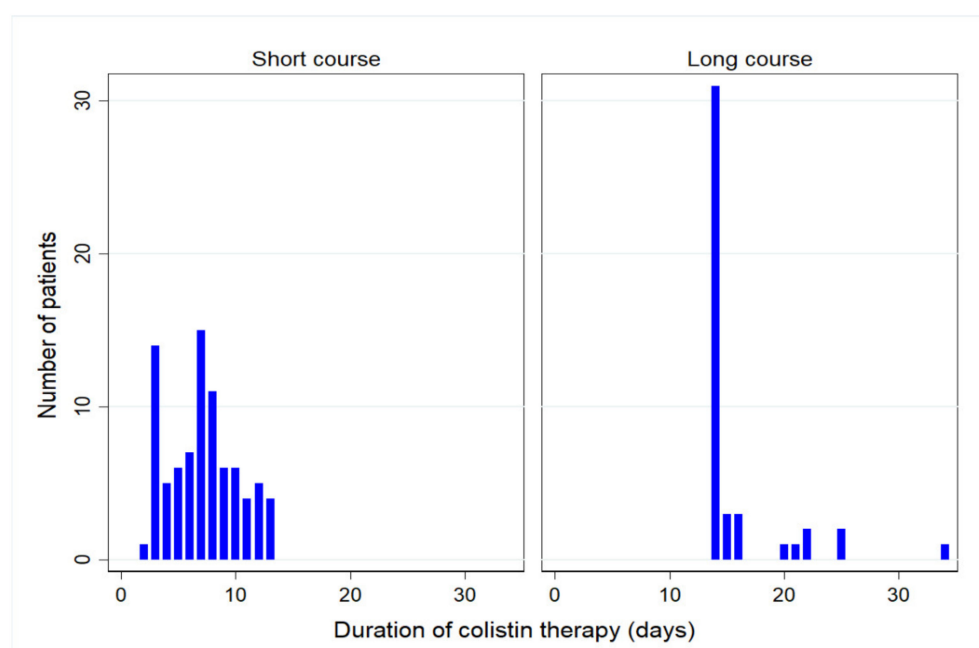 Short course
Long course
Number of patients
30
20
10
0
0 10 20 30
0 10 20 30
Duration of colistin therapy (days)